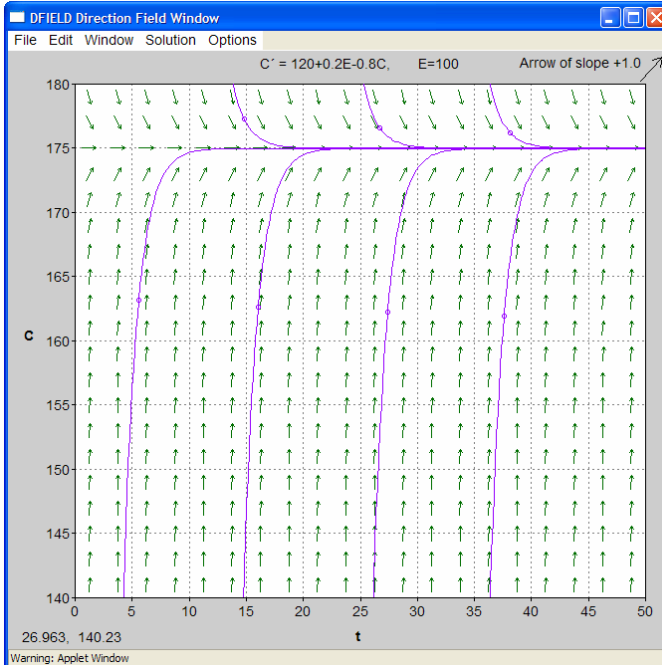 DFIELD Direction Field Window
File Edit Window Solution Options
C´ = 120+0.2E-0.8C, E=100 Arrow of slope +1.0
180
175
170
165
160
C
155
150
145
140
0 5 10 15 20 25 30 35 40 45 50
26.963, 140.23 t
Warning: Applet Window